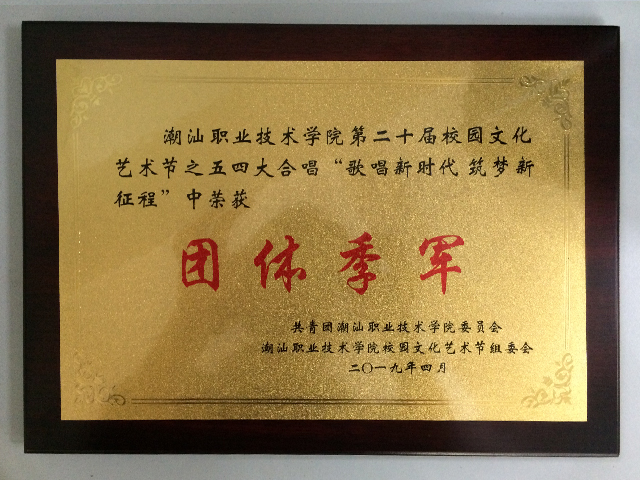 潮汕职业技术学院第二十届校园文化
艺术节之五四大合唱“歌唱新时代 筑梦新
征程”中荣获
团体季军
共青团潮汕职业技术学院委员会
潮汕职业技术学院校园文化艺术节组委会
二〇一九年四月